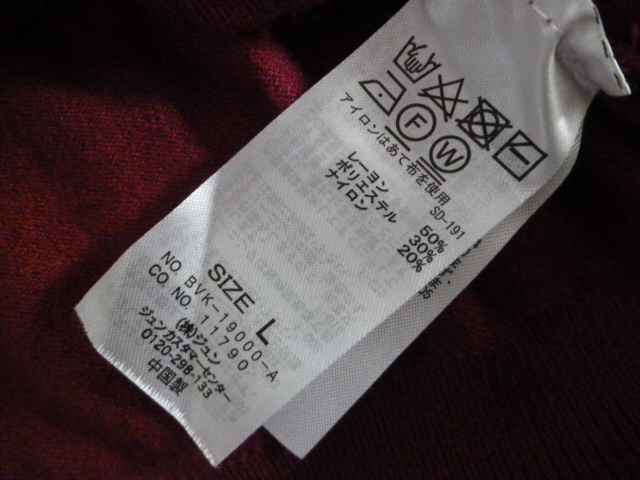 F W
アイロンはあて布を使用
SD-191
レーヨン 50%
ポリエステル 30%
ナイロン 20%
SIZE L
NO. BVK-19000-A
CO. NO. 11790
(株)ジュン
ジュンカスタマーセンター
0120-298-133
中国製